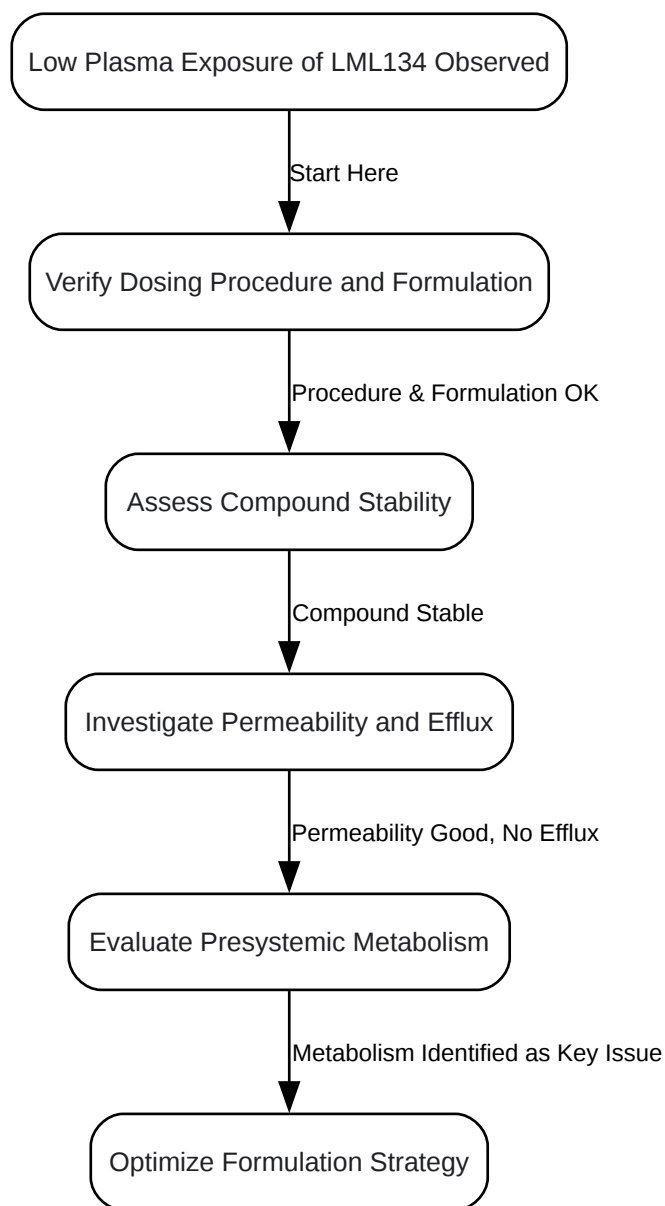 Low Plasma Exposure of LML134 Observed
Start Here
Verify Dosing Procedure and Formulation
Procedure & Formulation OK
Assess Compound Stability
Compound Stable
Investigate Permeability and Efflux
Permeability Good, No Efflux
Evaluate Presystemic Metabolism
Metabolism Identified as Key Issue
Optimize Formulation Strategy